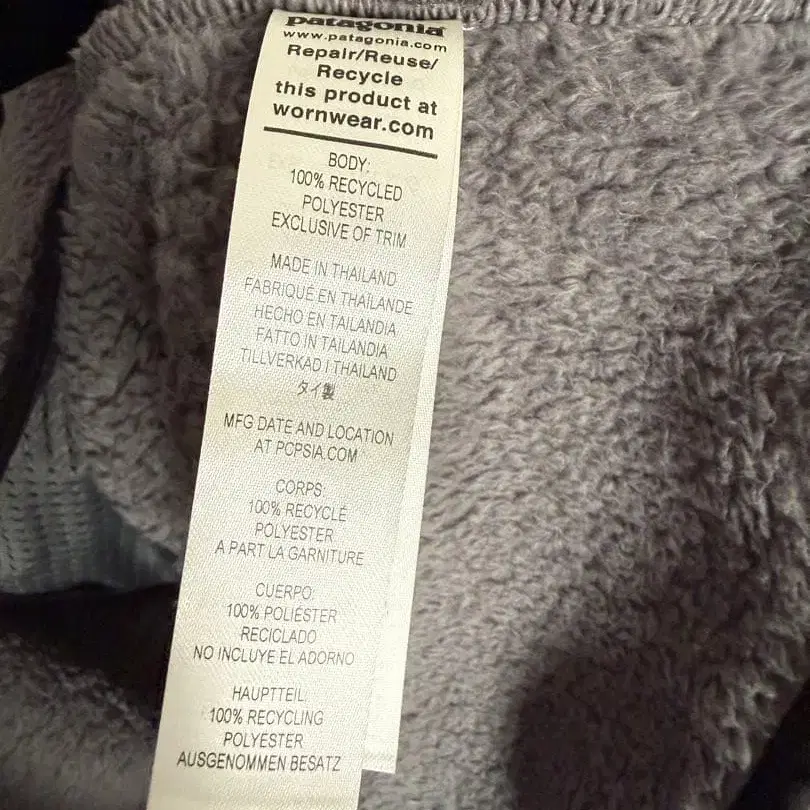 patagonia
www.patagonia.com
Repair/Reuse/
Recycle
this product at
wornwear.com
BODY:
100% RECYCLED
POLYESTER
EXCLUSIVE OF TRIM
MADE IN THAILAND
FABRIQUÉ EN THAÏLANDE
HECHO EN TAILANDIA
FATTO IN TAILANDIA
TILLVERKAD I THAILAND
タイ製
MFG DATE AND LOCATION
AT PCPSIA.COM
CORPS
100% RECYCLÉ
POLYESTER
A PART LA GARNITURE
CUERPO:
100% POLIÉSTER
RECICLADO
NO INCLUYE EL ADORNO
HAUPTTEIL:
100% RECYCLING
POLYESTER
AUSGENOMMEN BESATZ